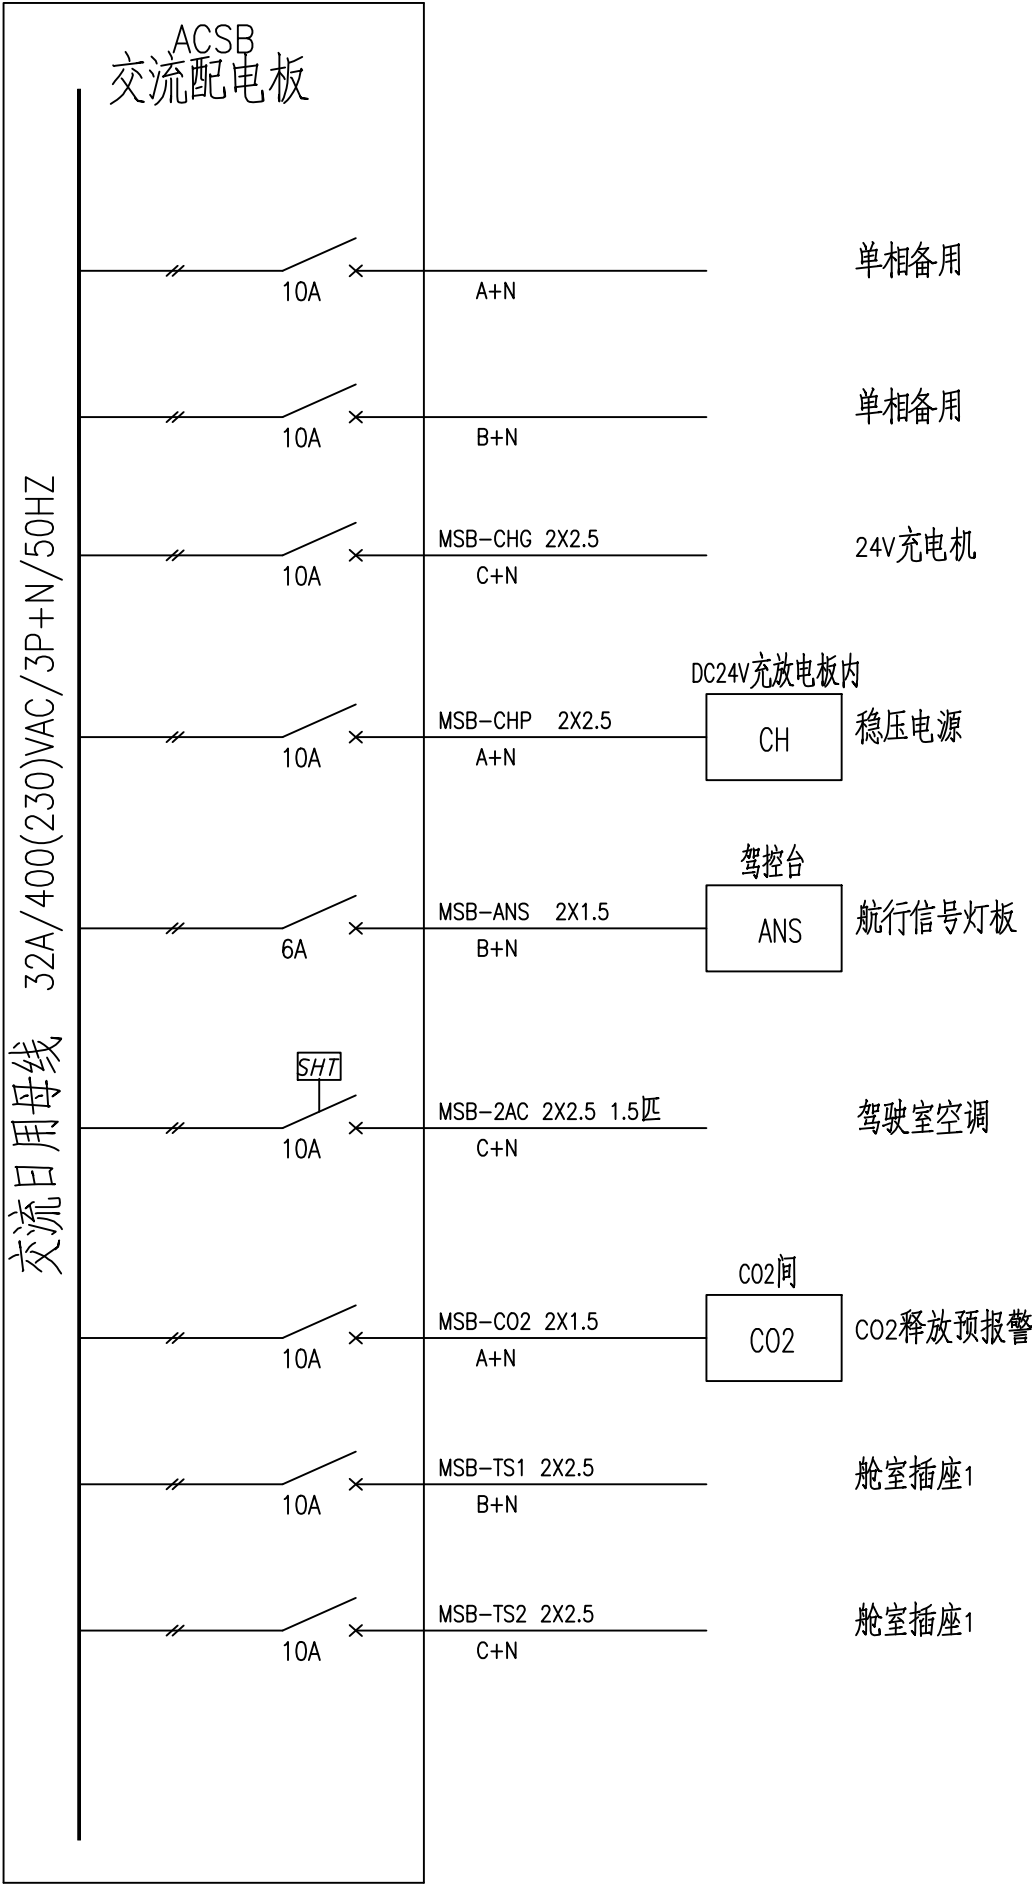 ACSB
交流配电板
交流日用母线 32A/400(230)VAC/3P+N/50HZ
10A
A+N
单相备用
10A
B+N
单相备用
MSB-CHG 2X2.5
10A
C+N
24V充电机
DC24V充放电板内
MSB-CHP 2X2.5
10A
A+N
CH
稳压电源
驾控台
MSB-ANS 2X1.5
6A
B+N
ANS
航行信号灯板
SHT
MSB-2AC 2X2.5 1.5匹
10A
C+N
驾驶室空调
CO2间
MSB-CO2 2X1.5
10A
A+N
CO2
CO2释放预报警
MSB-TS1 2X2.5
10A
B+N
舱室插座1
MSB-TS2 2X2.5
10A
C+N
舱室插座1